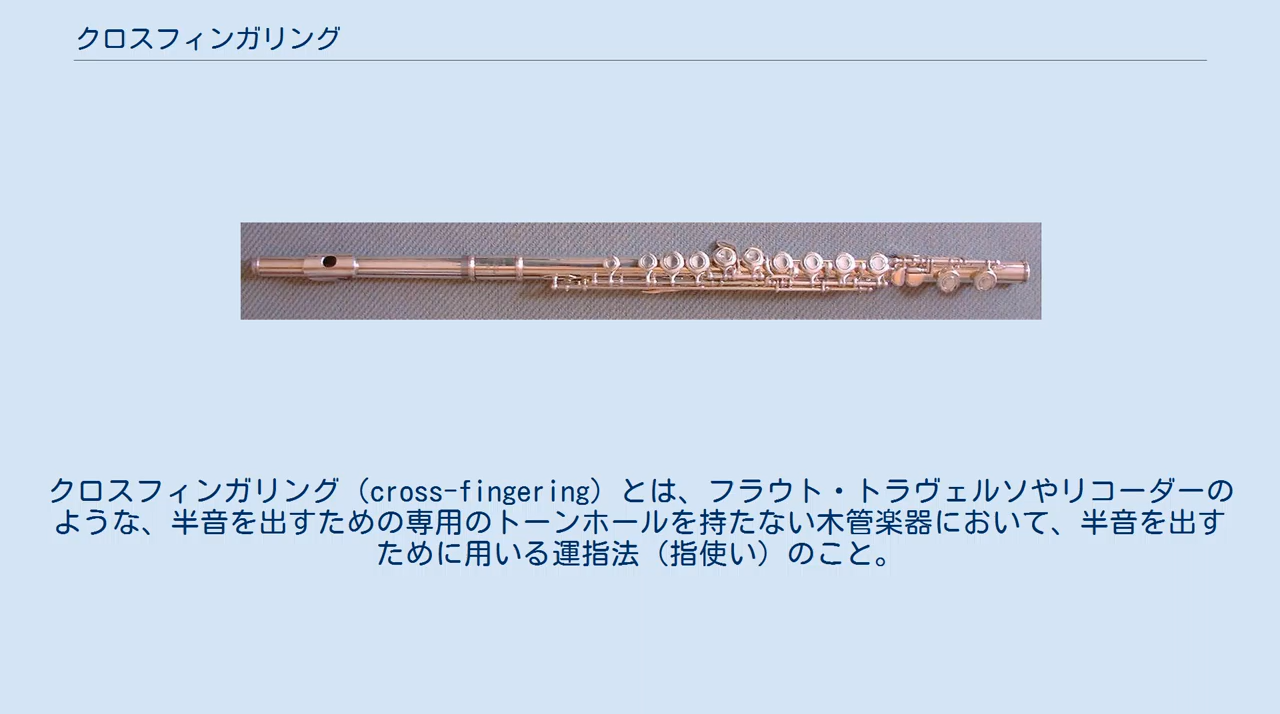 クロスフィンガリング
クロスフィンガリング（cross-fingering）とは、フラウト・トラヴェルソやリコーダーの
ような、半音を出すための専用のトーンホールを持たない木管楽器において、半音を出す
ために用いる運指法（指使い）のこと。